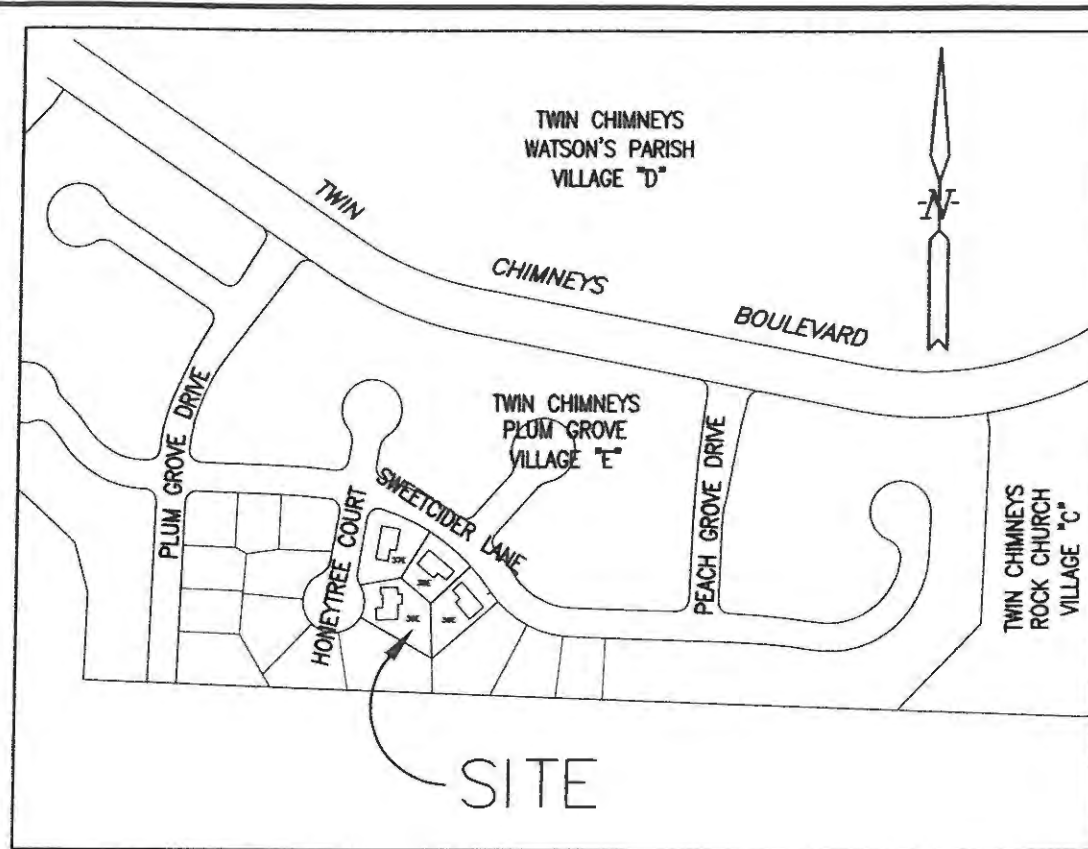 TWIN CHIMNEYS
WATSON'S PARISH
VILLAGE "D"
-N-
TWIN
CHIMNEYS
BOULEVARD
PLUM GROVE DRIVE
TWIN CHIMNEYS
PLUM GROVE
VILLAGE "E"
SWEETCIDER LANE
HONEYTREE COURT
PEACH GROVE DRIVE
TWIN CHIMNEYS
ROCK CHURCH
VILLAGE "C"
SITE